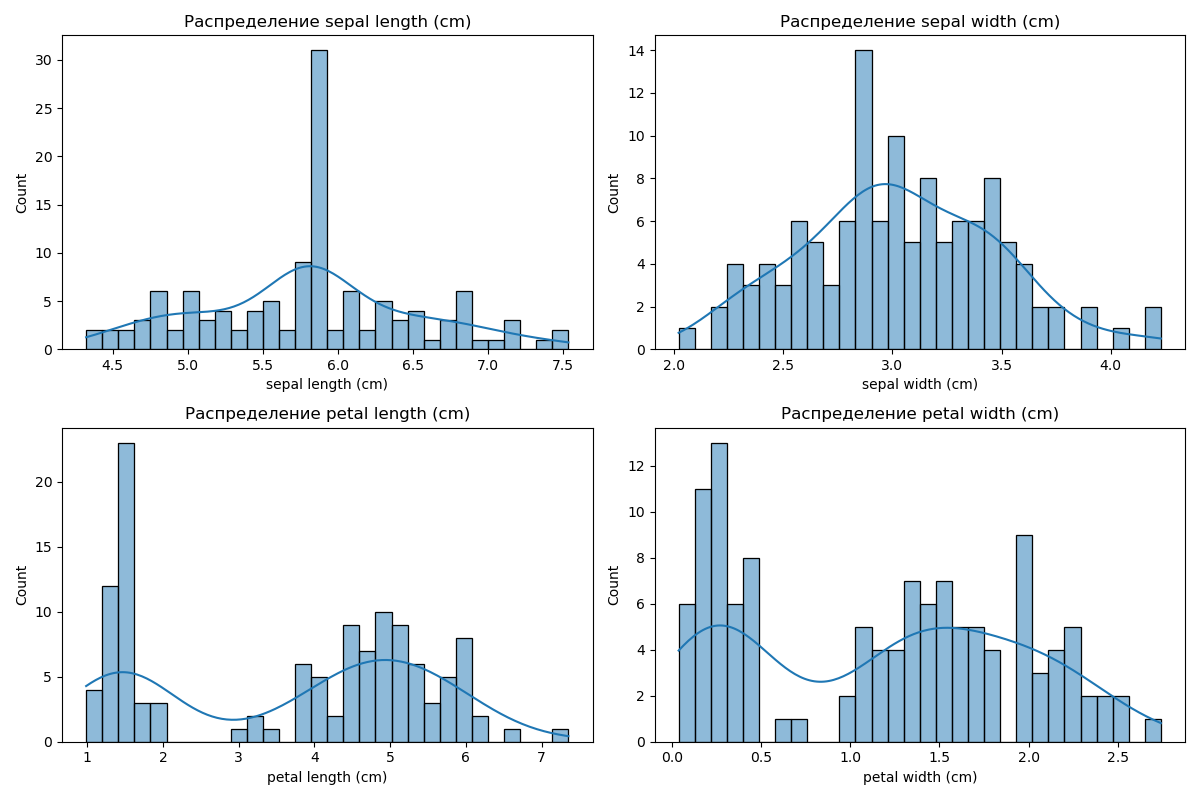 Распределение sepal length (cm)
30
25
20
15
10
5
0
Count
4.5 5.0 5.5 6.0 6.5 7.0 7.5
sepal length (cm)
Распределение sepal width (cm)
14
12
10
8
6
4
2
0
Count
2.0 2.5 3.0 3.5 4.0
sepal width (cm)
Распределение petal length (cm)
20
15
10
5
0
Count
1 2 3 4 5 6 7
petal length (cm)
Распределение petal width (cm)
12
10
8
6
4
2
0
Count
0.0 0.5 1.0 1.5 2.0 2.5
petal width (cm)